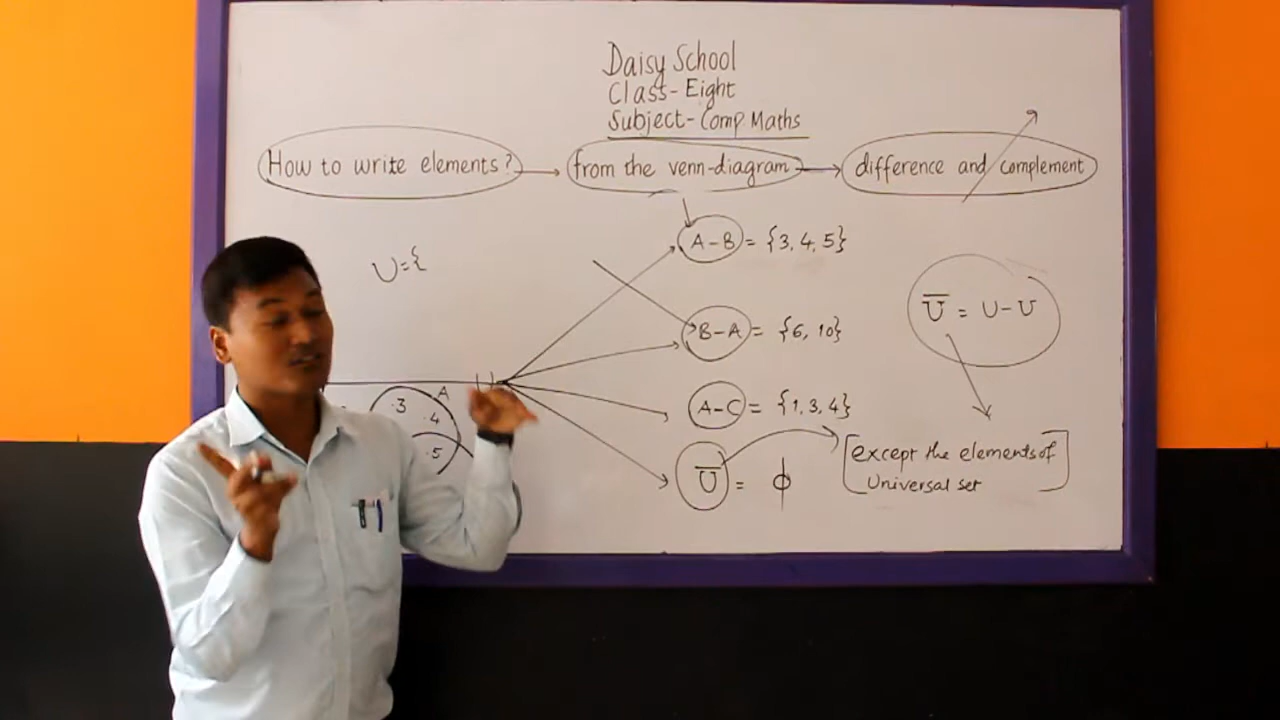 Daisy School
Class-Eight
Subject-Comp Maths
How to write elements?
from the venn-diagram
difference and complement
U={
A-B = {3, 4, 5}
B-A = {6, 10}
A-C = {1, 3, 4}
U̅ = ϕ
U̅ = U-U
except the elements of
Universal set
A
U
.3
.4
.5